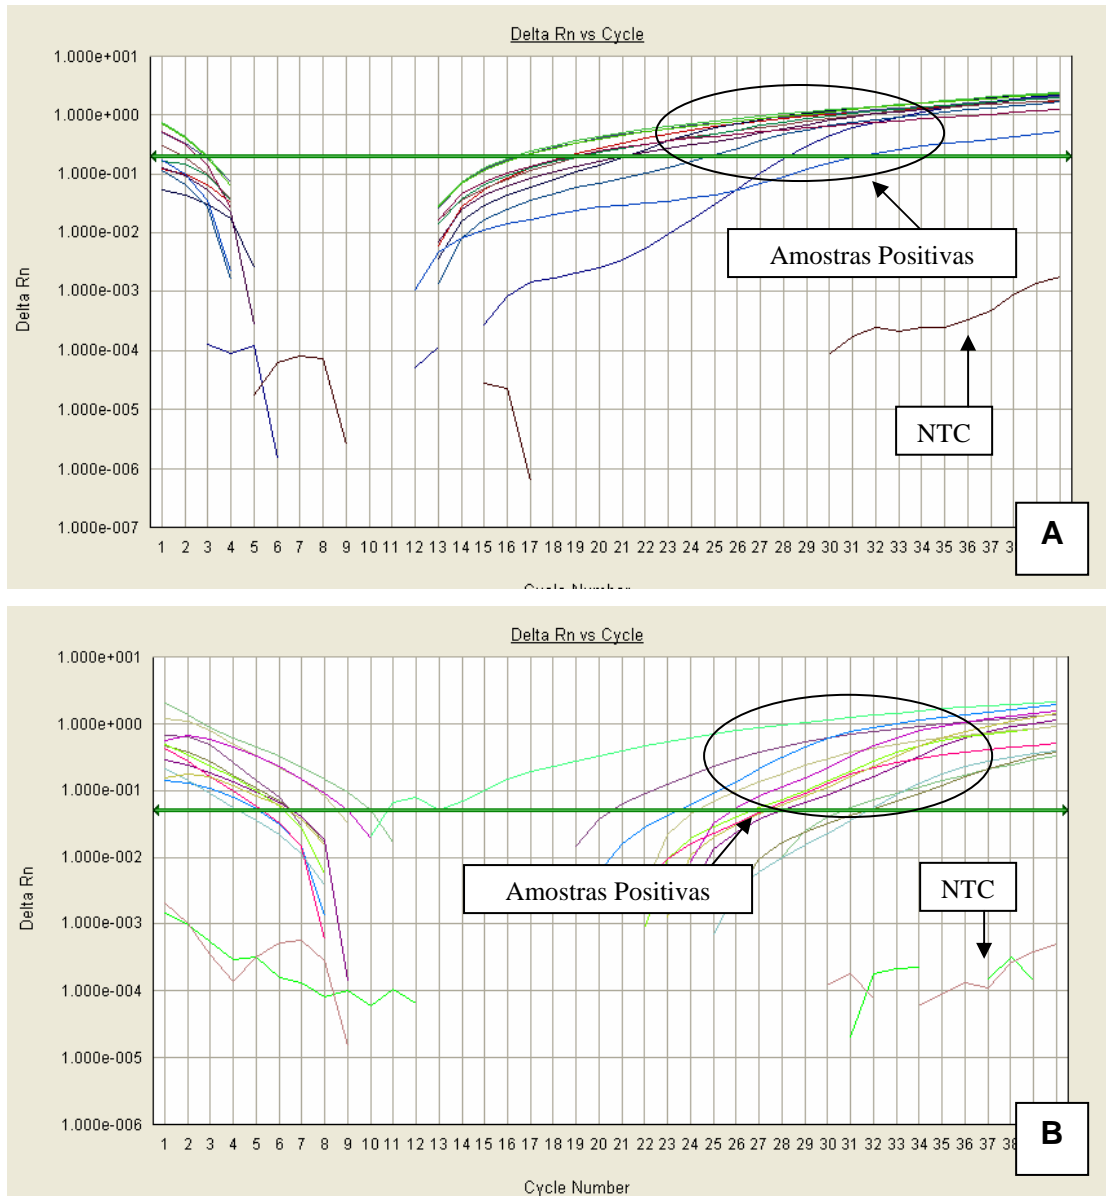 Delta Rn vs Cycle
1.000e+001
1.000e+000
1.000e-001
1.000e-002
1.000e-003
1.000e-004
1.000e-005
1.000e-006
1.000e-007
Delta Rn
Amostras Positivas
NTC
A
1 2 3 4 5 6 7 8 9 10 11 12 13 14 15 16 17 18 19 20 21 22 23 24 25 26 27 28 29 30 31 32 33 34 35 36 37
Cycle Number
Delta Rn vs Cycle
1.000e+001
1.000e+000
1.000e-001
1.000e-002
1.000e-003
1.000e-004
1.000e-005
1.000e-006
Delta Rn
Amostras Positivas
NTC
B
1 2 3 4 5 6 7 8 9 10 11 12 13 14 15 16 17 18 19 20 21 22 23 24 25 26 27 28 29 30 31 32 33 34 35 36 37 38
Cycle Number